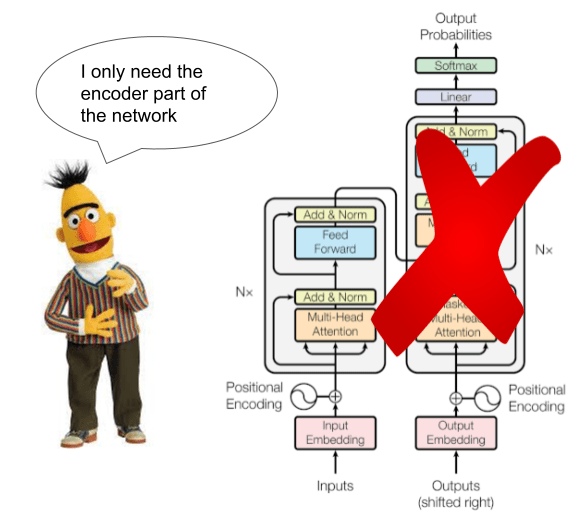 I only need the
encoder part of
the network
Output
Probabilities
Softmax
Linear
Add & Norm
Feed
Forward
Nx
Add & Norm
Multi-Head
Attention
Positional
Encoding
Input
Embedding
Inputs
& Norm
Nx
Multi-Head
Attention
Positional
Encoding
Output
Embedding
Outputs
(shifted right)